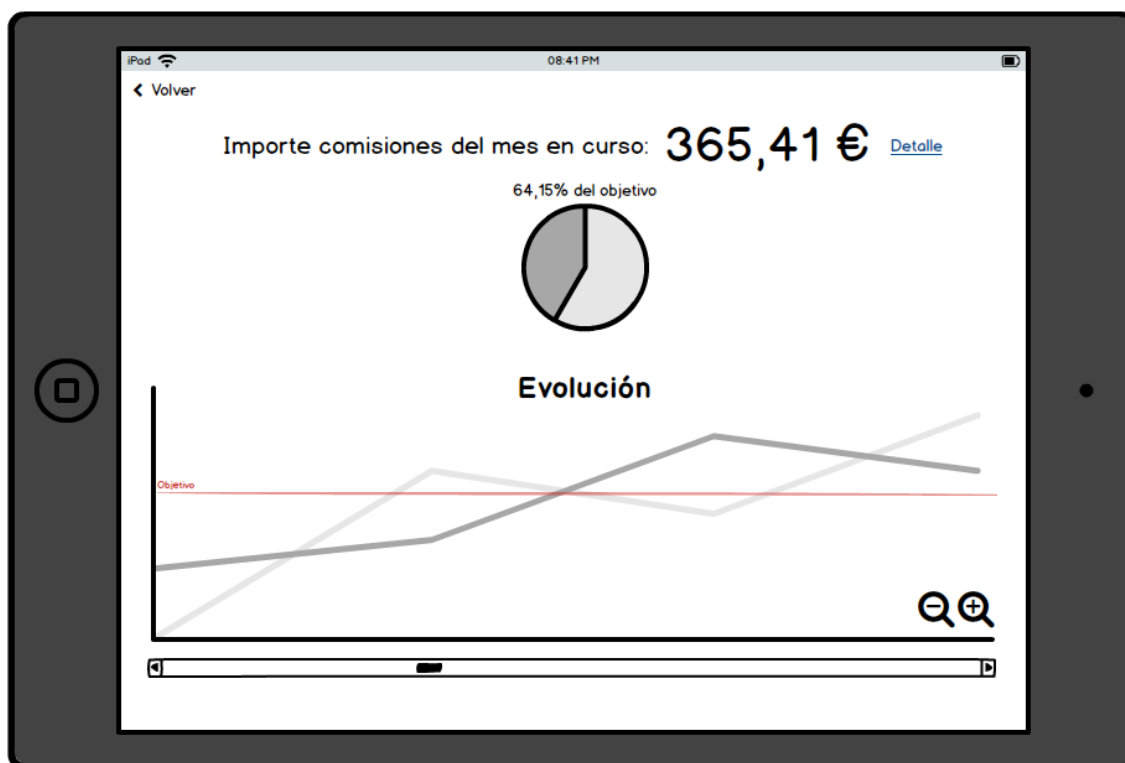 iPad 08:41 PM
Volver
Importe comisiones del mes en curso: 365,41 € Detalle
64,15% del objetivo
Evolución
Objetivo